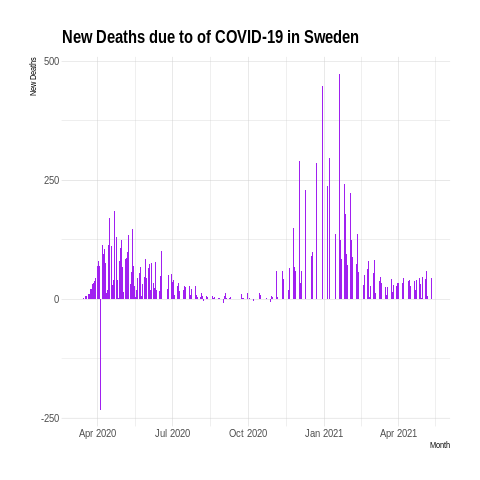 New Deaths due to of COVID-19 in Sweden
New Deaths
500
250
0
-250
Apr 2020 Jul 2020 Oct 2020 Jan 2021 Apr 2021
Month